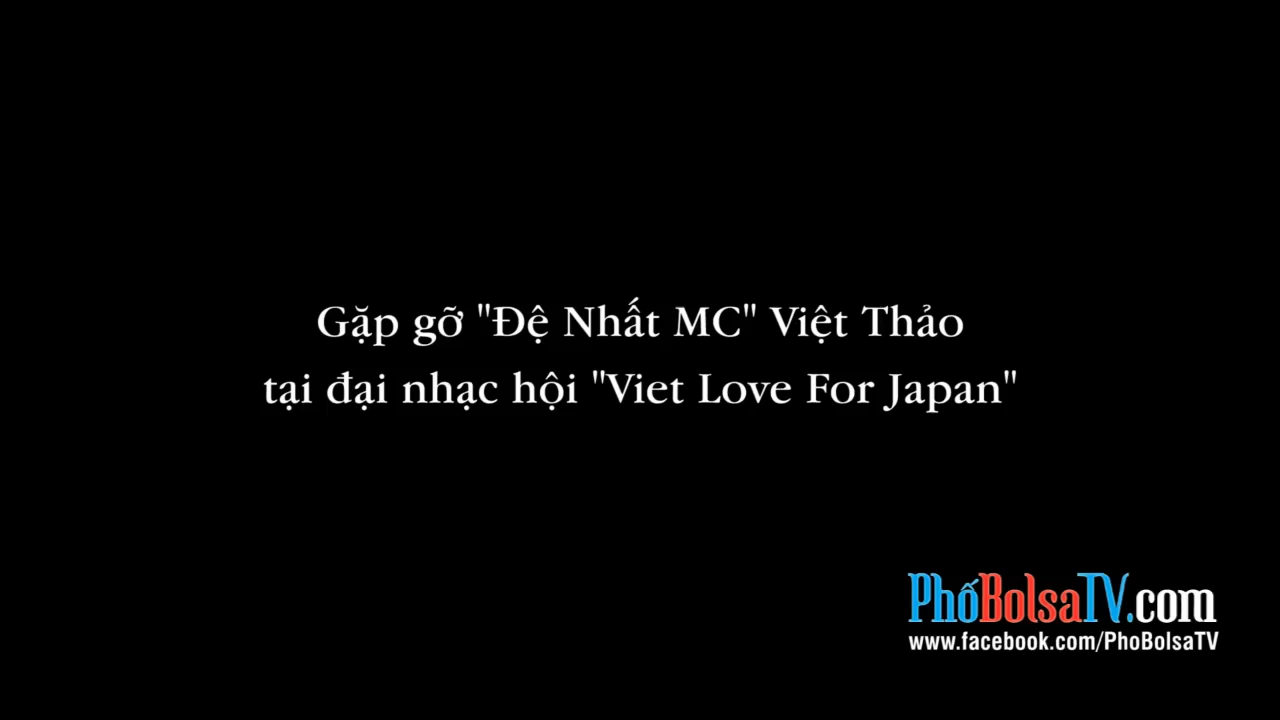 Gặp gỡ "Đệ Nhất MC" Việt Thảo
tại đại nhạc hội "Viet Love For Japan"
PhốBolsaTV.com
www.facebook.com/PhoBolsaTV